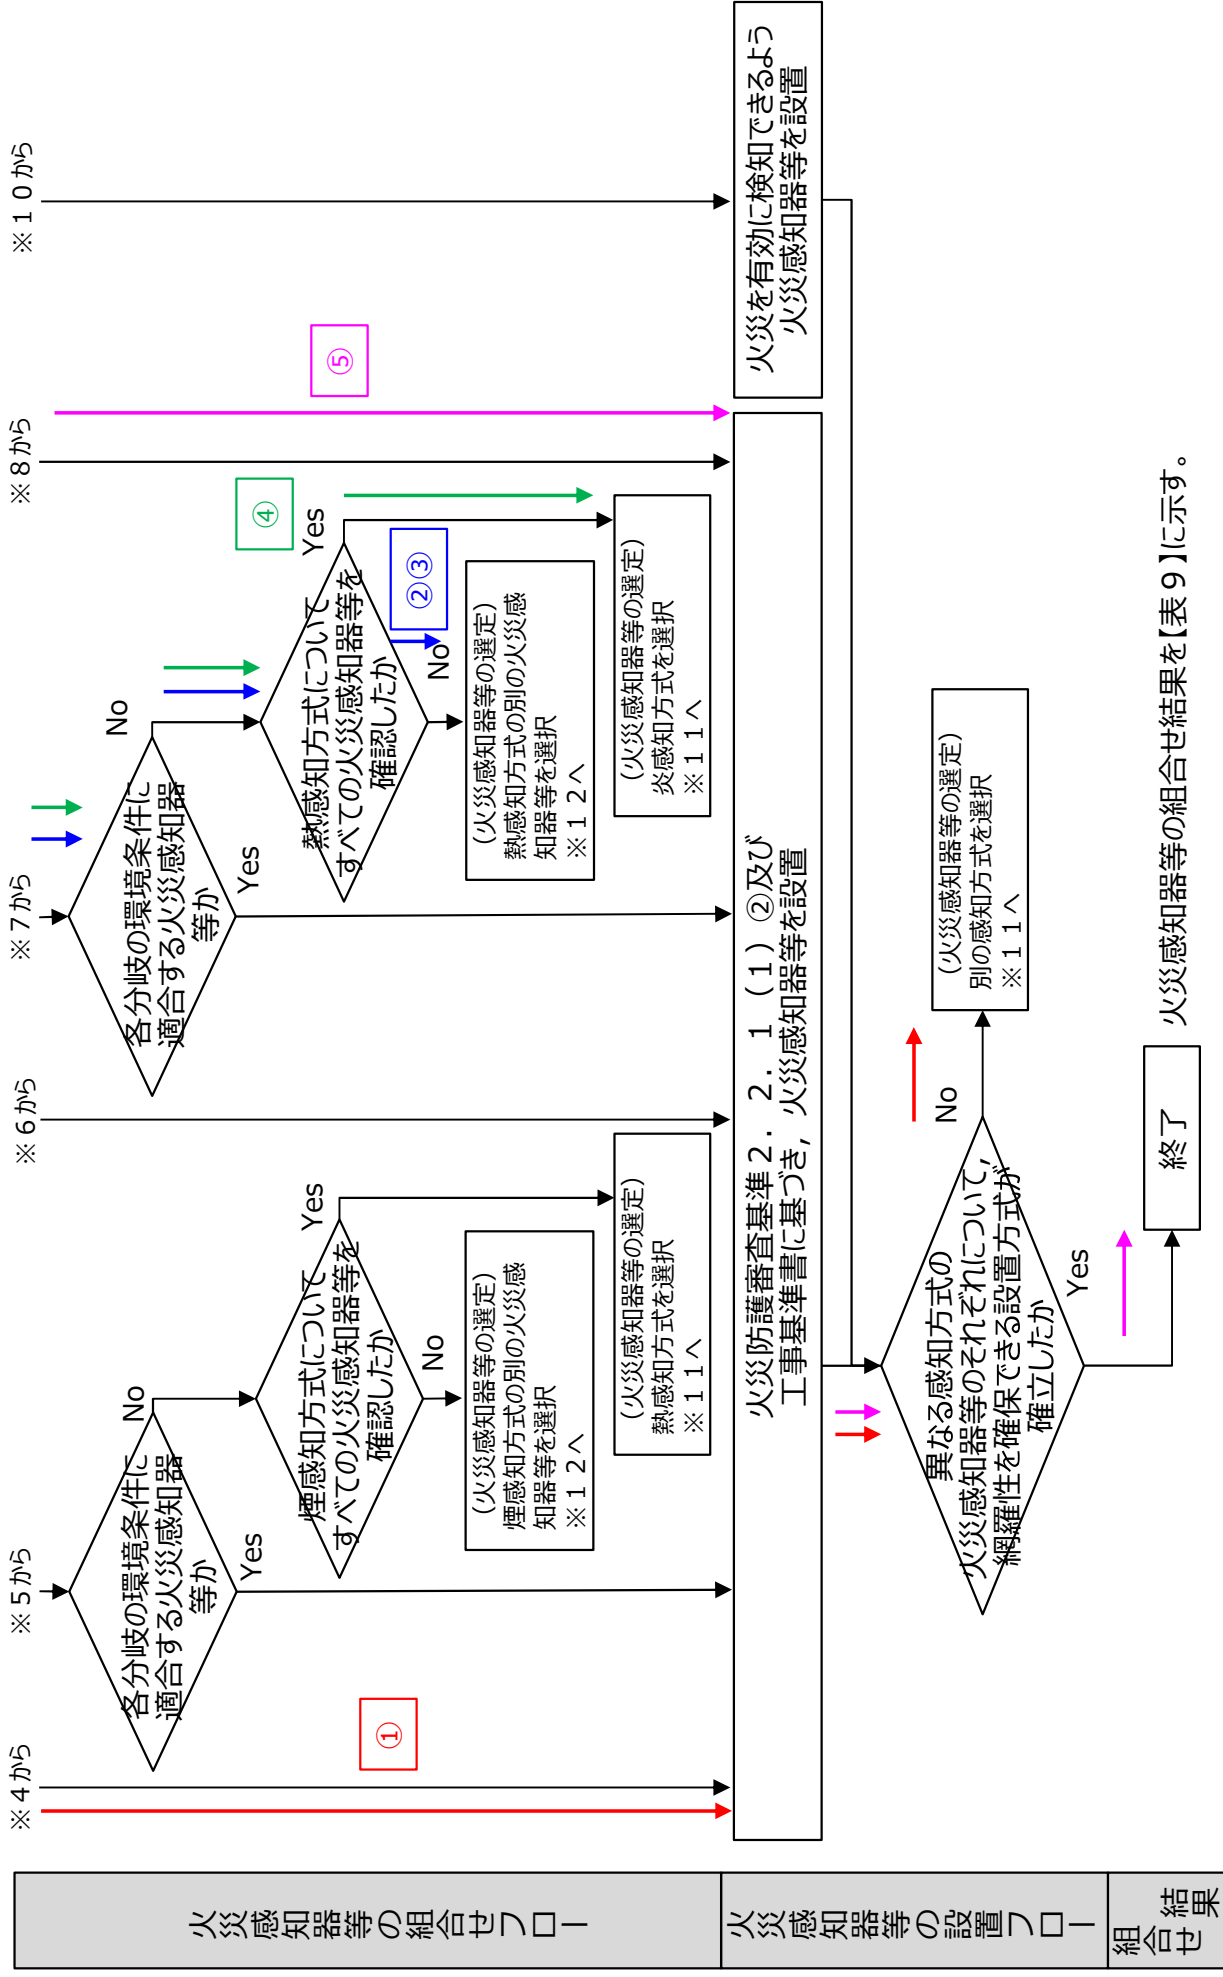 火災感知器等の組合せフロー
火災感知器等の設置フロー
組合せ
結果
※4から
①
※5から
各分岐の環境条件に
適合する火災感知器
等か
No
Yes
煙感知方式について
すべての火災感知器等を
確認したか
Yes
No
(火災感知器等の選定)
煙感知方式の別の火災感
知器等を選択
※12へ
(火災感知器等の選定)
熱感知方式を選択
※11へ
※6から
※7から
各分岐の環境条件に
適合する火災感知器
等か
No
Yes
熱感知方式について
すべての火災感知器等を
確認したか
Yes
No
④
②③
(火災感知器等の選定)
熱感知方式の別の火災感
知器等を選択
※12へ
(火災感知器等の選定)
炎感知方式を選択
※11へ
※8から
⑤
※10から
火災防護審査基準2.2.1(1)②及び
工事基準書に基づき,火災感知器等を設置
火災を有効に検知できるよう
火災感知器等を設置
異なる感知方式の
火災感知器等のそれぞれについて,
網羅性を確保できる設置方式が
確立したか
No
Yes
(火災感知器等の選定)
別の感知方式を選択
※11へ
終了
火災感知器等の組合せ結果を【表9】に示す。